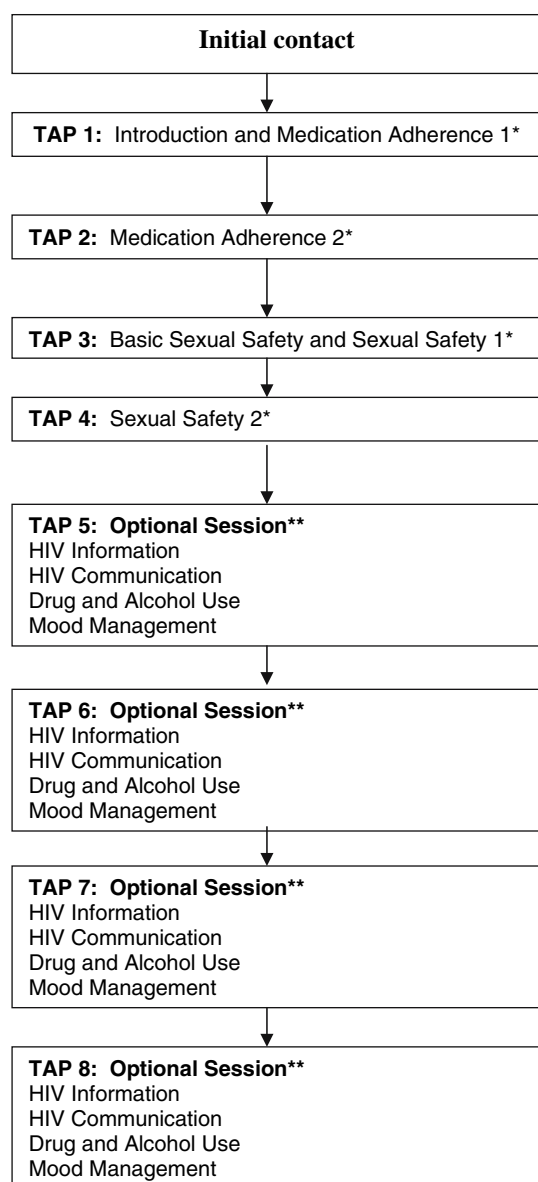 Initial contact
TAP 1: Introduction and Medication Adherence 1*
TAP 2: Medication Adherence 2*
TAP 3: Basic Sexual Safety and Sexual Safety 1*
TAP 4: Sexual Safety 2*
TAP 5: Optional Session**
HIV Information
HIV Communication
Drug and Alcohol Use
Mood Management
TAP 6: Optional Session**
HIV Information
HIV Communication
Drug and Alcohol Use
Mood Management
TAP 7: Optional Session**
HIV Information
HIV Communication
Drug and Alcohol Use
Mood Management
TAP 8: Optional Session**
HIV Information
HIV Communication
Drug and Alcohol Use
Mood Management